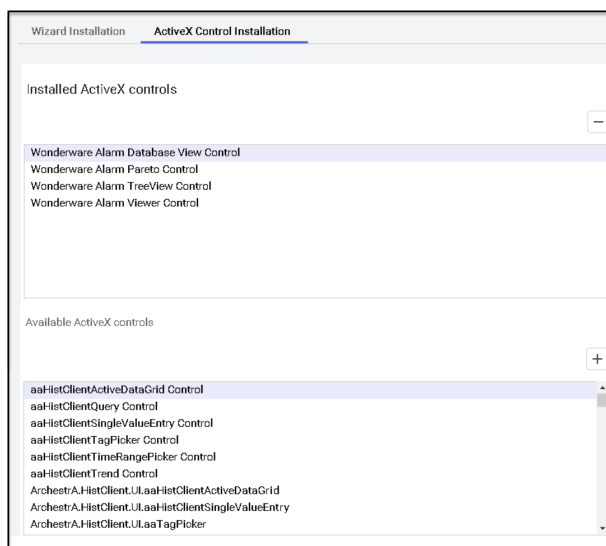 Wizard Installation ActiveX Control Installation
Installed ActiveX controls
Wonderware Alarm Database View Control
Wonderware Alarm Pareto Control
Wonderware Alarm TreeView Control
Wonderware Alarm Viewer Control
Available ActiveX controls
aaHistClientActiveDataGrid Control
aaHistClientQuery Control
aaHistClientSingleValueEntry Control
aaHistClientTagPicker Control
aaHistClientTimeRangePicker Control
aaHistClientTrend Control
ArchestrA.HistClient.UI.aaHistClientActiveDataGrid
ArchestrA.HistClient.UI.aaHistClientSingleValueEntry
ArchestrA.HistClient.UI.aaTagPicker